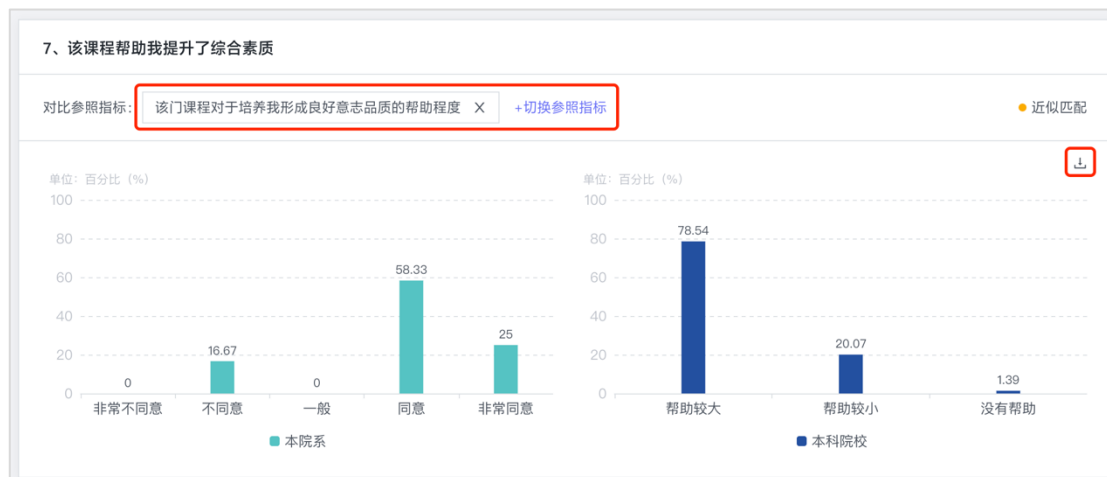 7、该课程帮助我提升了综合素质
对比参照指标: 该门课程对于培养我形成良好意志品质的帮助程度 × +切换参照指标 近似匹配
单位：百分比（%）
100
80
60
40
20
0
0
16.67
0
58.33
25
非常不同意 不同意 一般 同意 非常同意
本院系
单位：百分比（%）
100
80
60
40
20
0
78.54
20.07
1.39
帮助较大 帮助较小 没有帮助
本科院校